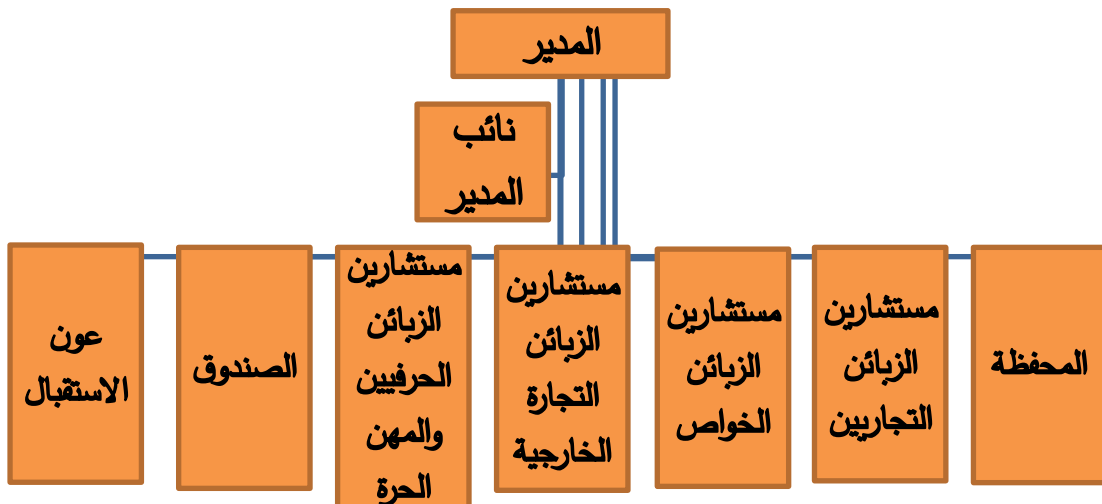 المدير
نائب
المدير
المحفظة
مستشارين
الزبائن
التجاريين
مستشارين
الزبائن
الخواص
مستشارين
الزبائن
التجارة
الخارجية
مستشارين
الزبائن
الحرفيين
والمهن
الحرة
الصندوق
عون
الاستقبال